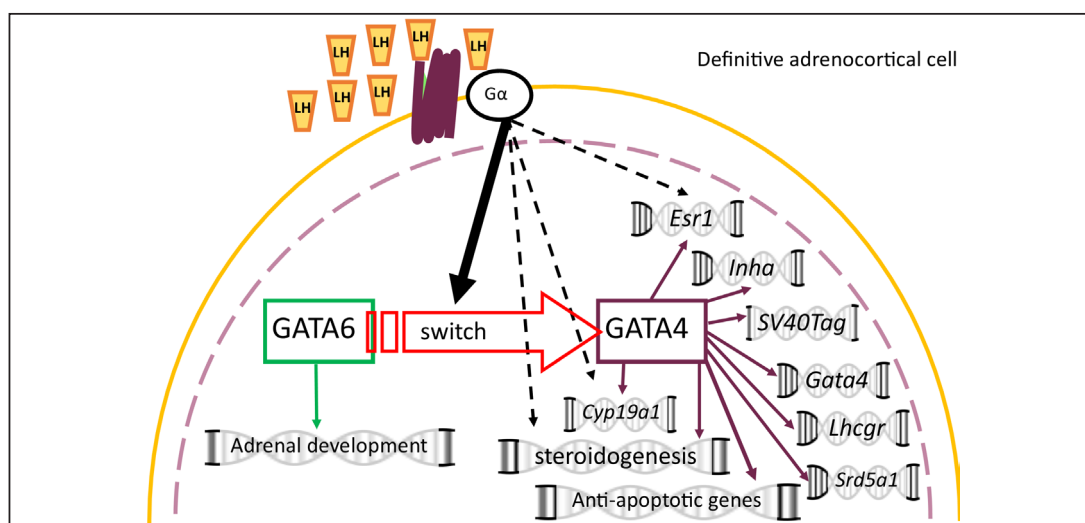 LH
LH
LH
LH
LH
LH
LH
Gα
Definitive adrenocortical cell
Esr1
Inha
GATA6
switch
GATA4
SV40Tag
Gata4
Cyp19a1
Lhcgr
Adrenal development
steroidogenesis
Srd5a1
Anti-apoptotic genes